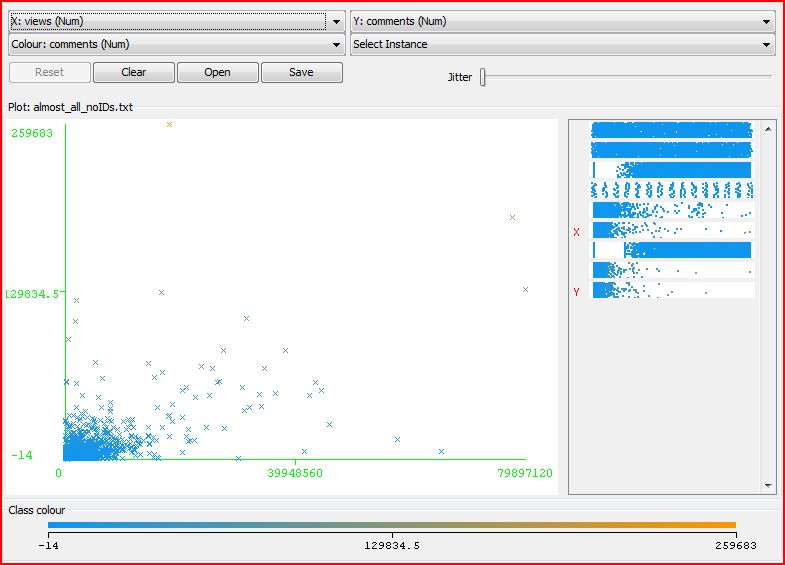 X: views (Num) Y: comments (Num)
Colour: comments (Num) Select Instance
Reset Clear Open Save Jitter
Plot: almost_all_noIDs.txt
259683
X
129834.5
Y
-14
0 39948560 79897120
Class colour
-14 129834.5 259683